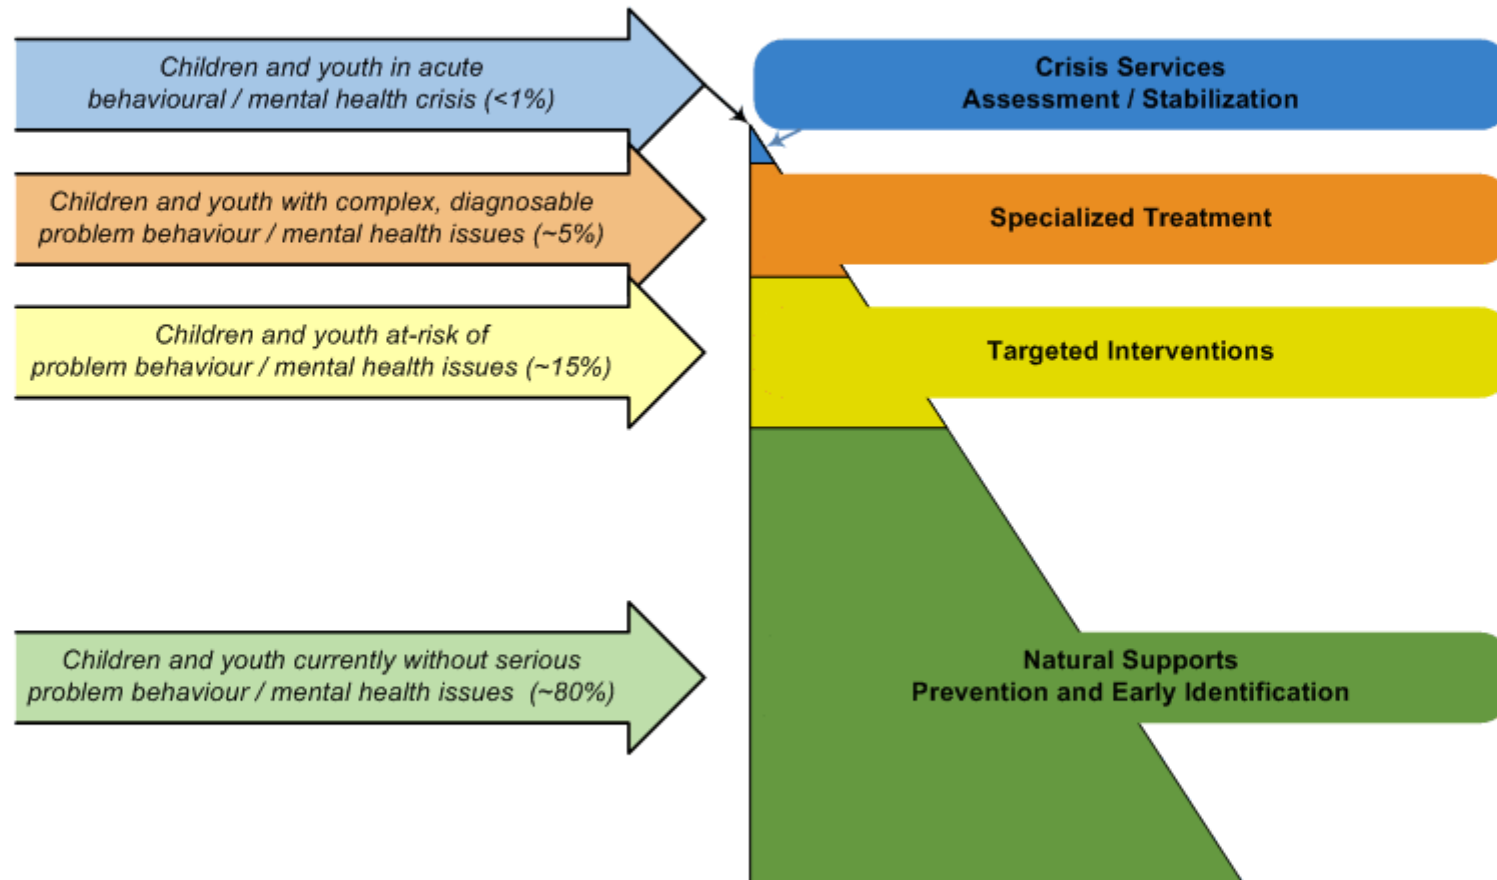 Children and youth in acute
behavioural / mental health crisis (<1%)
Crisis Services
Assessment / Stabilization
Children and youth with complex, diagnosable
problem behaviour / mental health issues (~5%)
Specialized Treatment
Children and youth at-risk of
problem behaviour / mental health issues (~15%)
Targeted Interventions
Children and youth currently without serious
problem behaviour / mental health issues (~80%)
Natural Supports
Prevention and Early Identification